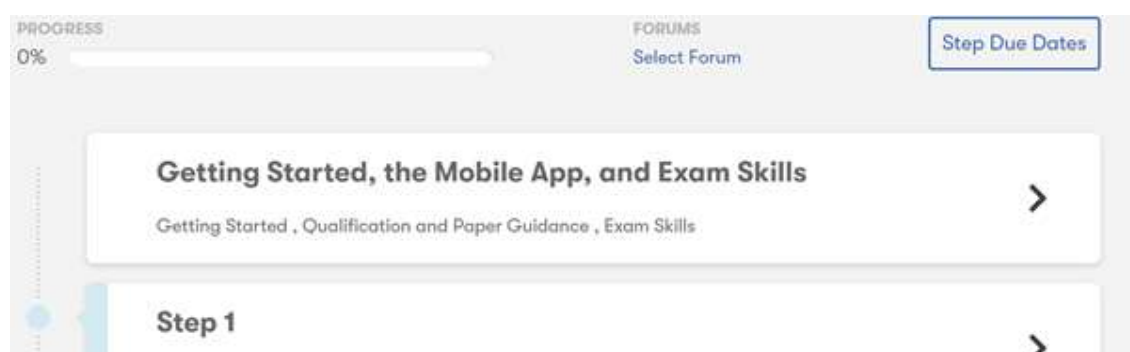 PROGRESS
0%
FORUMS
Select Forum
Step Due Dates
Getting Started, the Mobile App, and Exam Skills
Getting Started , Qualification and Paper Guidance , Exam Skills
Step 1